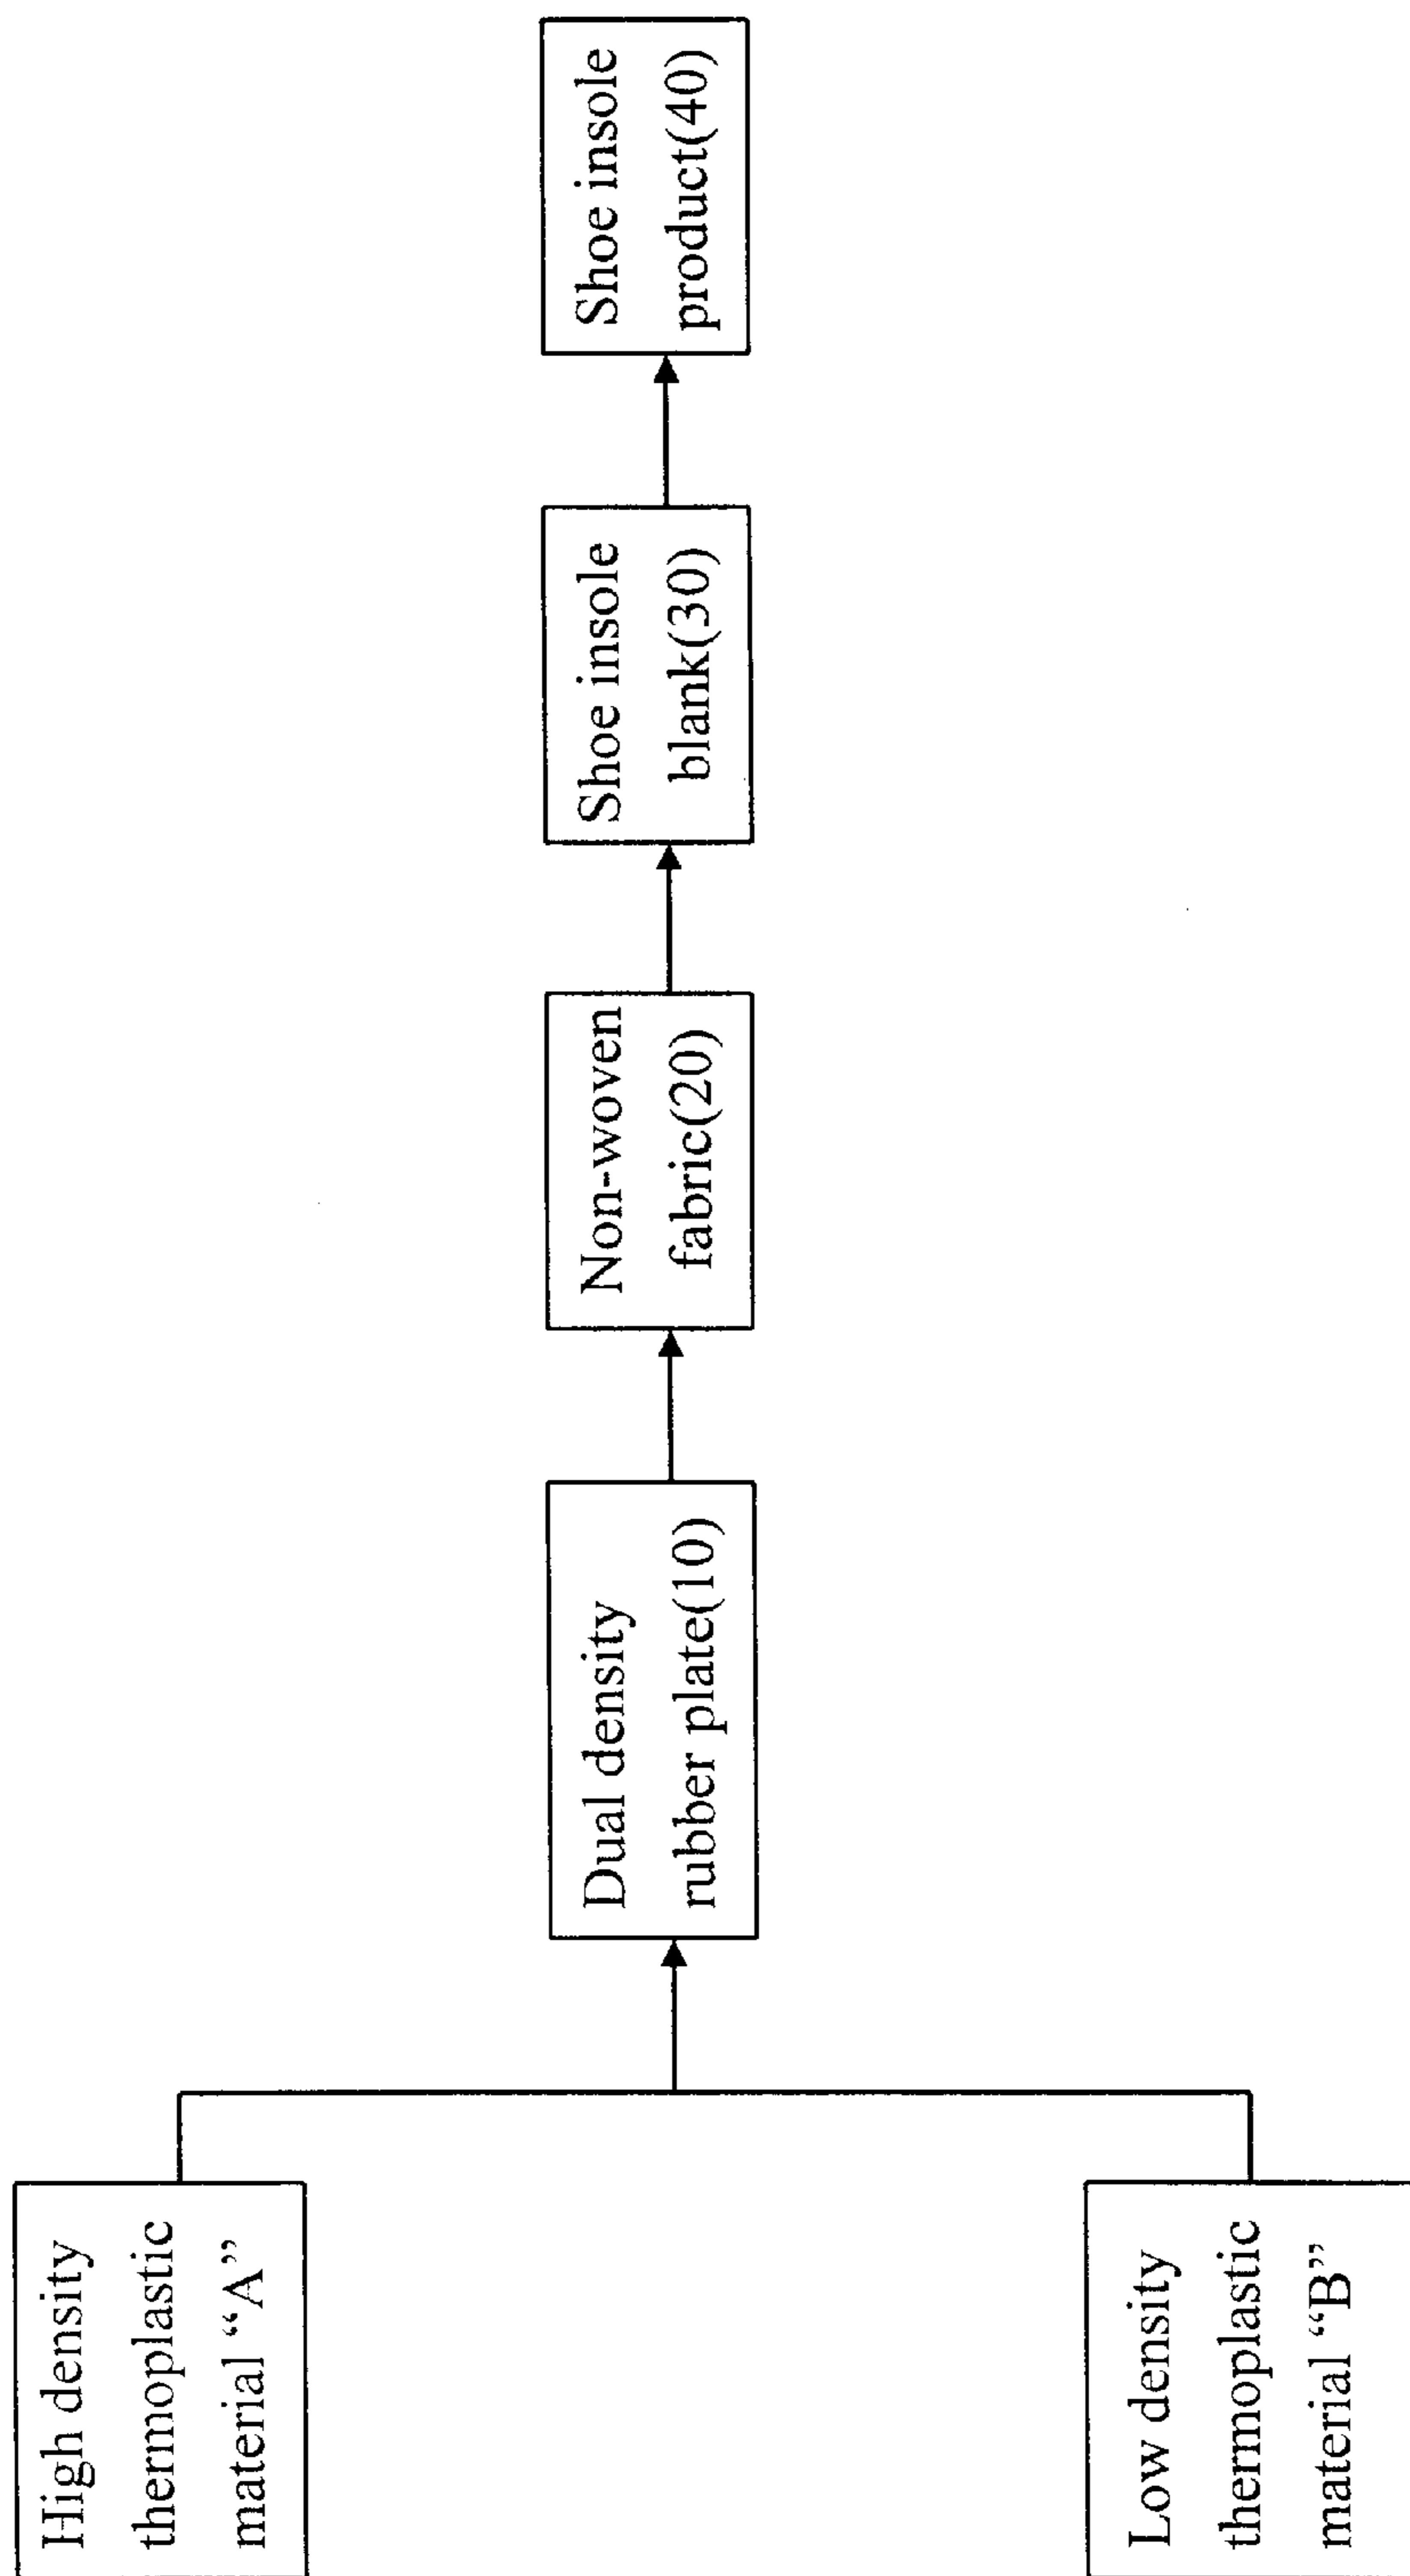 High density
thermoplastic
material “A”
Low density
thermoplastic
material “B”
Dual density
rubber plate(10)
Non-woven
fabric(20)
Shoe insole
blank(30)
Shoe insole
product(40)